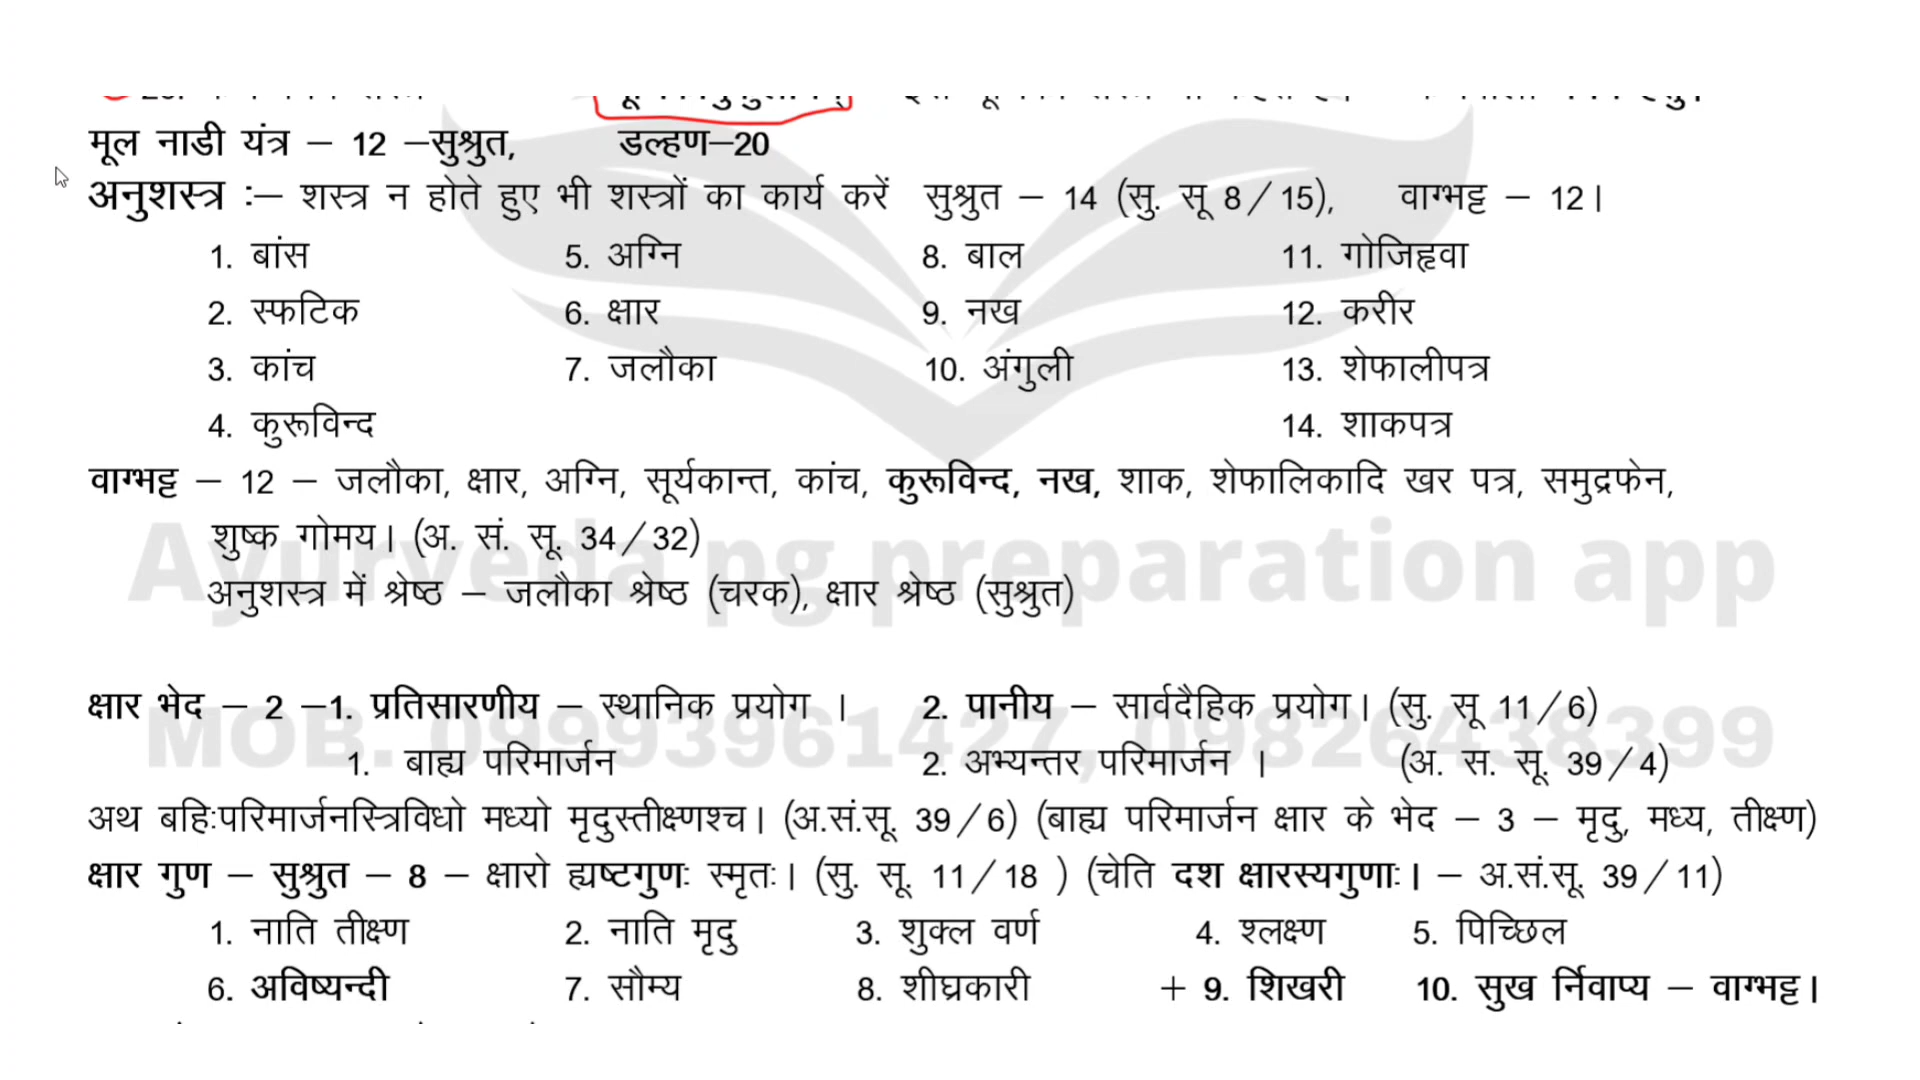 मूल नाडी यंत्र – 12 –सुश्रुत, डल्हण–20
अनुशस्त्र :– शस्त्र न होते हुए भी शस्त्रों का कार्य करें सुश्रुत – 14 (सु. सू 8/15), वाग्भट्ट – 12।
1. बांस 5. अग्नि 8. बाल 11. गोजिहृवा
2. स्फटिक 6. क्षार 9. नख 12. करीर
3. कांच 7. जलौका 10. अंगुली 13. शेफालीपत्र
4. कुरूविन्द 14. शाकपत्र
वाग्भट्ट – 12 – जलौका, क्षार, अग्नि, सूर्यकान्त, कांच, कुरूविन्द, नख, शाक, शेफालिकादि खर पत्र, समुद्रफेन,
शुष्क गोमय। (अ. सं. सू. 34/32)
Ayurveda pg preparation app
अनुशस्त्र में श्रेष्ठ – जलौका श्रेष्ठ (चरक), क्षार श्रेष्ठ (सुश्रुत)
क्षार भेद – 2 –1. प्रतिसारणीय – स्थानिक प्रयोग । 2. पानीय – सार्वदैहिक प्रयोग। (सु. सू 11/6)
MOB. 09993961427, 09826438399
1. बाह्य परिमार्जन 2. अभ्यन्तर परिमार्जन । (अ. स. सू. 39/4)
अथ बहिःपरिमार्जनस्त्रिविधो मध्यो मृदुस्तीक्ष्णश्च। (अ.सं.सू. 39/6) (बाह्य परिमार्जन क्षार के भेद – 3 – मृदु, मध्य, तीक्ष्ण)
क्षार गुण – सुश्रुत – 8 – क्षारो ह्यष्टगुणः स्मृतः। (सु. सू. 11/18 ) (चेति दश क्षारस्यगुणाः। – अ.सं.सू. 39/11)
1. नाति तीक्ष्ण 2. नाति मृदु 3. शुक्ल वर्ण 4. श्लक्ष्ण 5. पिच्छिल
6. अविष्यन्दी 7. सौम्य 8. शीघ्रकारी + 9. शिखरी 10. सुख र्निवाप्य – वाग्भट्ट।